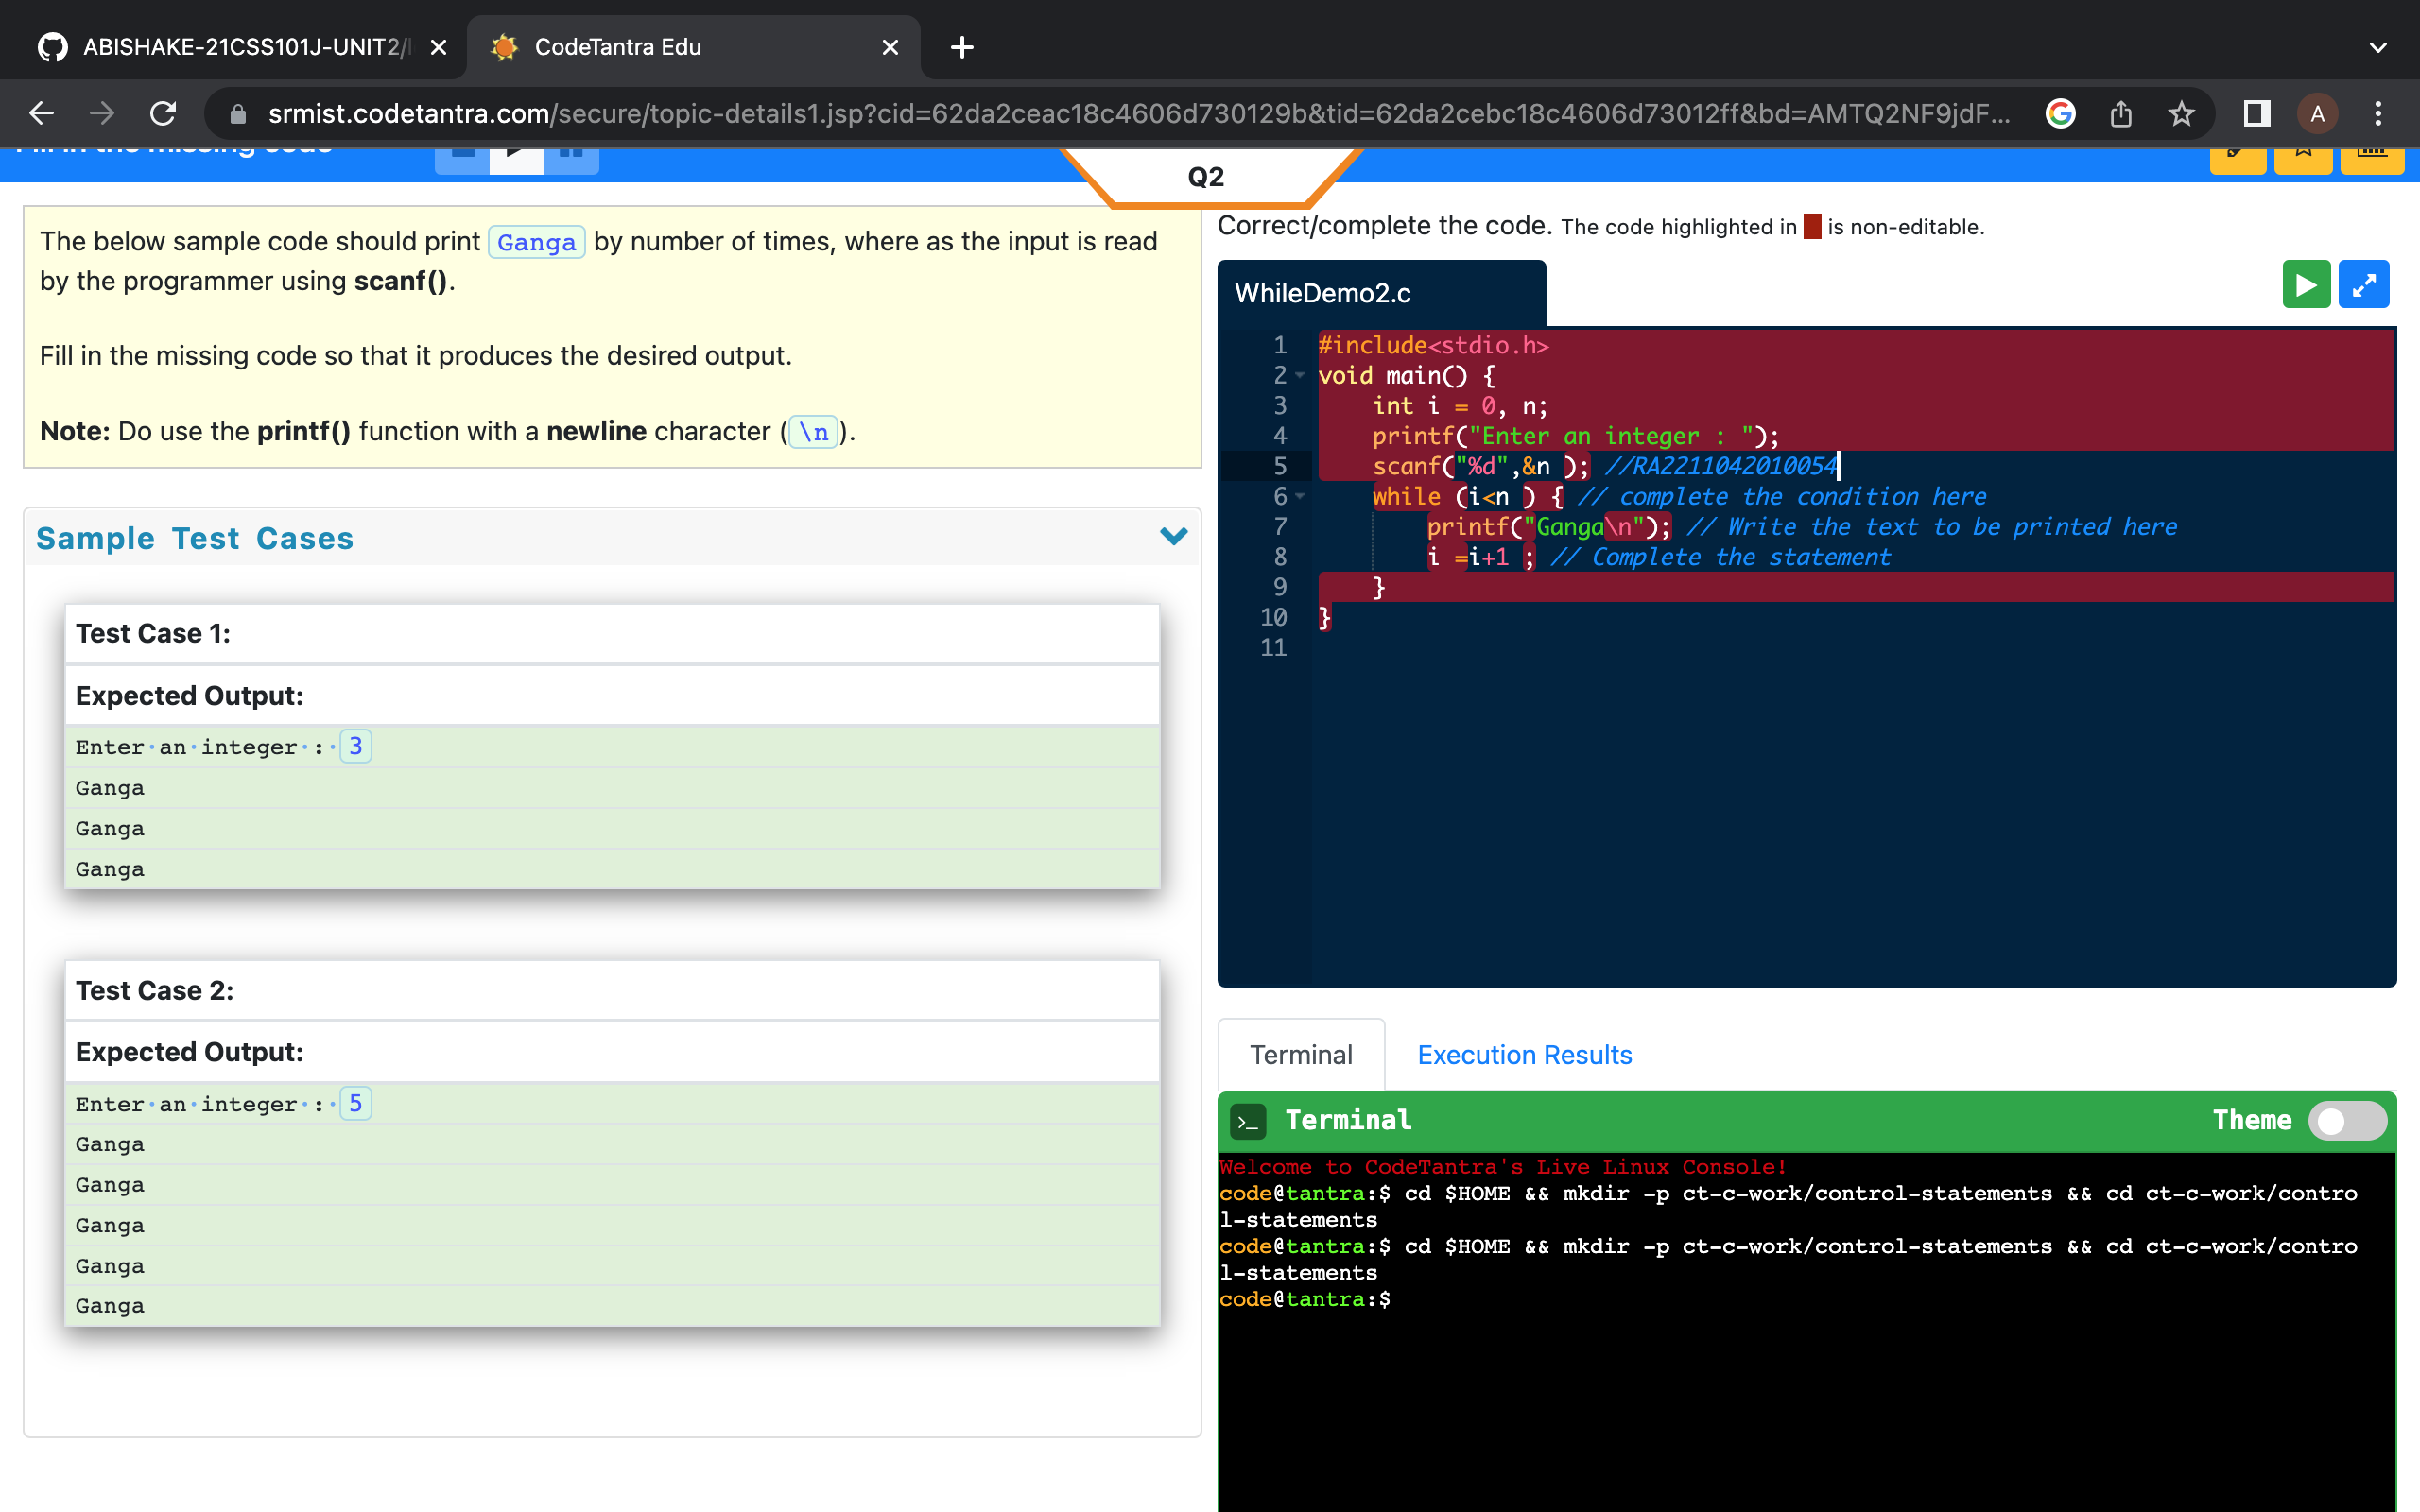 ABISHAKE-21CSS101J-UNIT2/
CodeTantra Edu
srmist.codetantra.com/secure/topic-details1.jsp?cid=62da2ceac18c4606d730129b&tid=62da2cebc18c4606d73012ff&bd=AMTQ2NF9jdF...
A
Fill in the missing code
Q2
The below sample code should print Ganga by number of times, where as the input is read
by the programmer using scanf().
Fill in the missing code so that it produces the desired output.
Note: Do use the printf() function with a newline character (\n).
Sample Test Cases
Test Case 1:
Expected Output:
Enter·an·integer·:·3
Ganga
Ganga
Ganga
Test Case 2:
Expected Output:
Enter·an·integer·:·5
Ganga
Ganga
Ganga
Ganga
Ganga
Correct/complete the code. The code highlighted in is non-editable.
WhileDemo2.c
1 #include<stdio.h>
2 void main() {
3 int i = 0, n;
4 printf("Enter an integer : ");
5 scanf("%d",&n ); //RA2211042010054
6 while (i<n ) { // complete the condition here
7 printf("Ganga\n"); // Write the text to be printed here
8 i =i+1 ; // Complete the statement
9 }
10 }
11
Terminal
Execution Results
>_ Terminal
Theme
Welcome to CodeTantra's Live Linux Console!
code@tantra:$ cd $HOME && mkdir -p ct-c-work/control-statements && cd ct-c-work/contro
l-statements
code@tantra:$ cd $HOME && mkdir -p ct-c-work/control-statements && cd ct-c-work/contro
l-statements
code@tantra:$